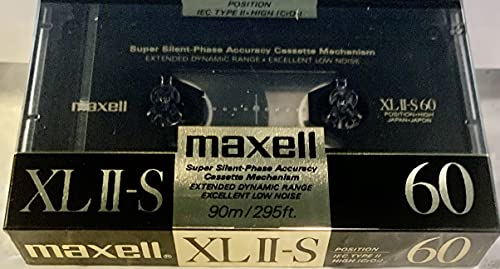 POSITION
IEC TYPE II • HIGH (CrO₂)
Super Silent-Phase Accuracy Cassette Mechanism
EXTENDED DYNAMIC RANGE • EXCELLENT LOW NOISE
XLII-S 60
POSITION•HIGH
JAPAN•JAPON
maxell
Super Silent-Phase Accuracy
Cassette Mechanism
EXTENDED DYNAMIC RANGE
EXCELLENT LOW NOISE
90m/295ft.
XLII-S
60
maxell®
XLII-S
POSITION
IEC TYPE II
HIGH (CrO₂)
60